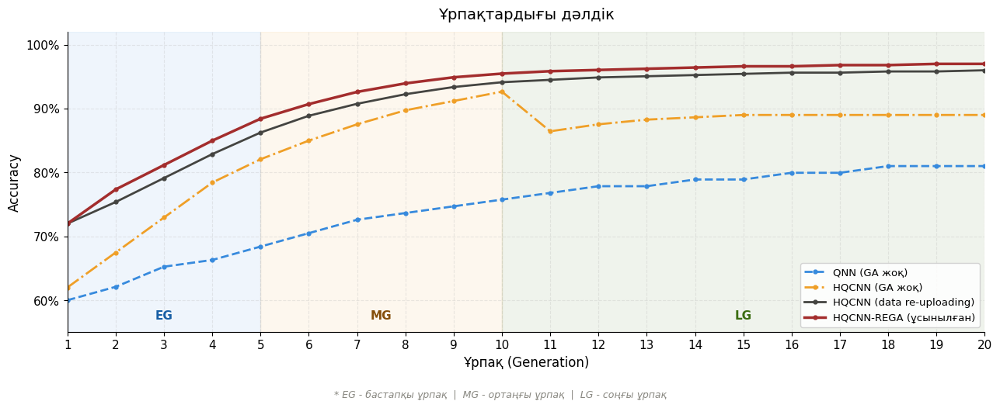 Ұрпақтардығы дәлдік
100%
90%
80%
70%
60%
Accuracy
EG
MG
LG
QNN (GA жоқ)
HQCNN (GA жоқ)
HQCNN (data re-uploading)
HQCNN-REGA (ұсынылған)
1 2 3 4 5 6 7 8 9 10 11 12 13 14 15 16 17 18 19 20
Ұрпақ (Generation)
* EG - бастапқы ұрпақ | MG - ортаңғы ұрпақ | LG - соңғы ұрпақ